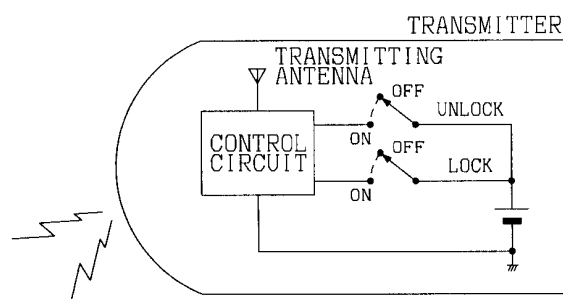 TRANSMITTER
TRANSMITTING
ANTENNA
OFF
UNLOCK
ON
OFF
CONTROL
CIRCUIT
LOCK
ON